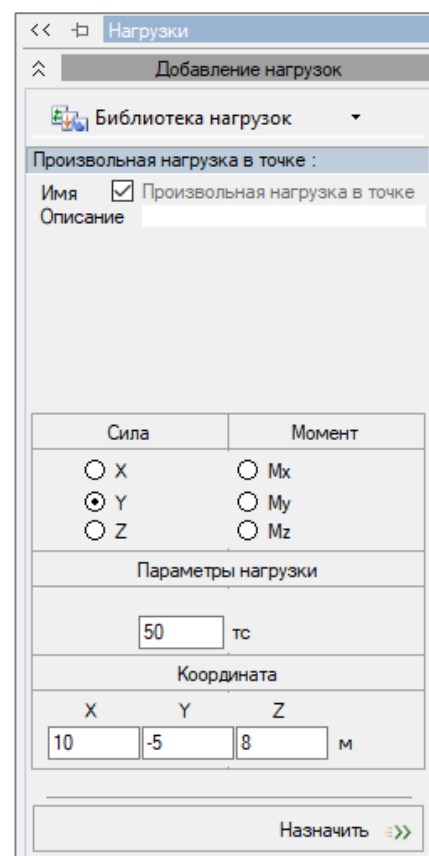 << Нагрузки
Добавление нагрузок
Библиотека нагрузок
Произвольная нагрузка в точке :
Имя Произвольная нагрузка в точке
Описание
Сила Момент
X Mx
Y My
Z Mz
Параметры нагрузки
50 тс
Координата
X Y Z
10 -5 8 м
Назначить